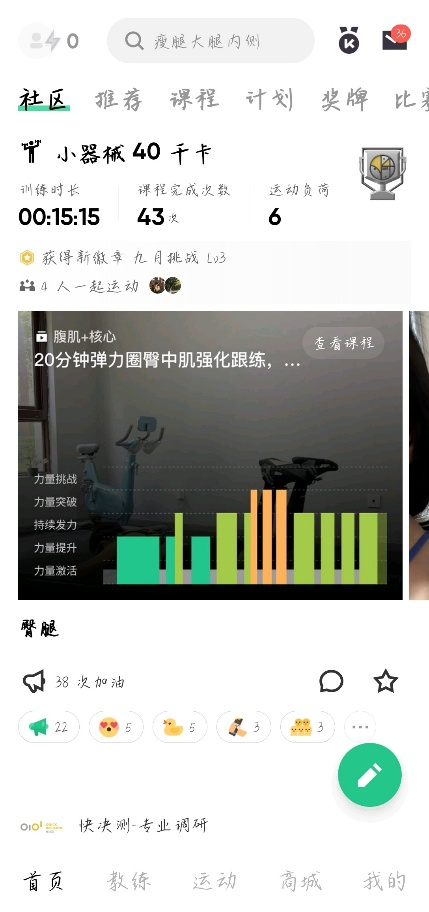 0 瘦腿大腿内侧 36
社区 推荐 课程 计划 奖牌 比赛
小器械 40 千卡
训练时长 课程完成次数 运动负荷
00:15:15 43 次 6
获得新徽章 九月挑战 Lv3
4 人一起运动
腹肌+核心
查看课程
20分钟弹力圈臀中肌强化跟练，...
力量挑战
力量突破
持续发力
力量提升
力量激活
臀腿
38 次加油
22 5 5 3 3 ...
快决测-专业调研
首页 教练 运动 商城 我的